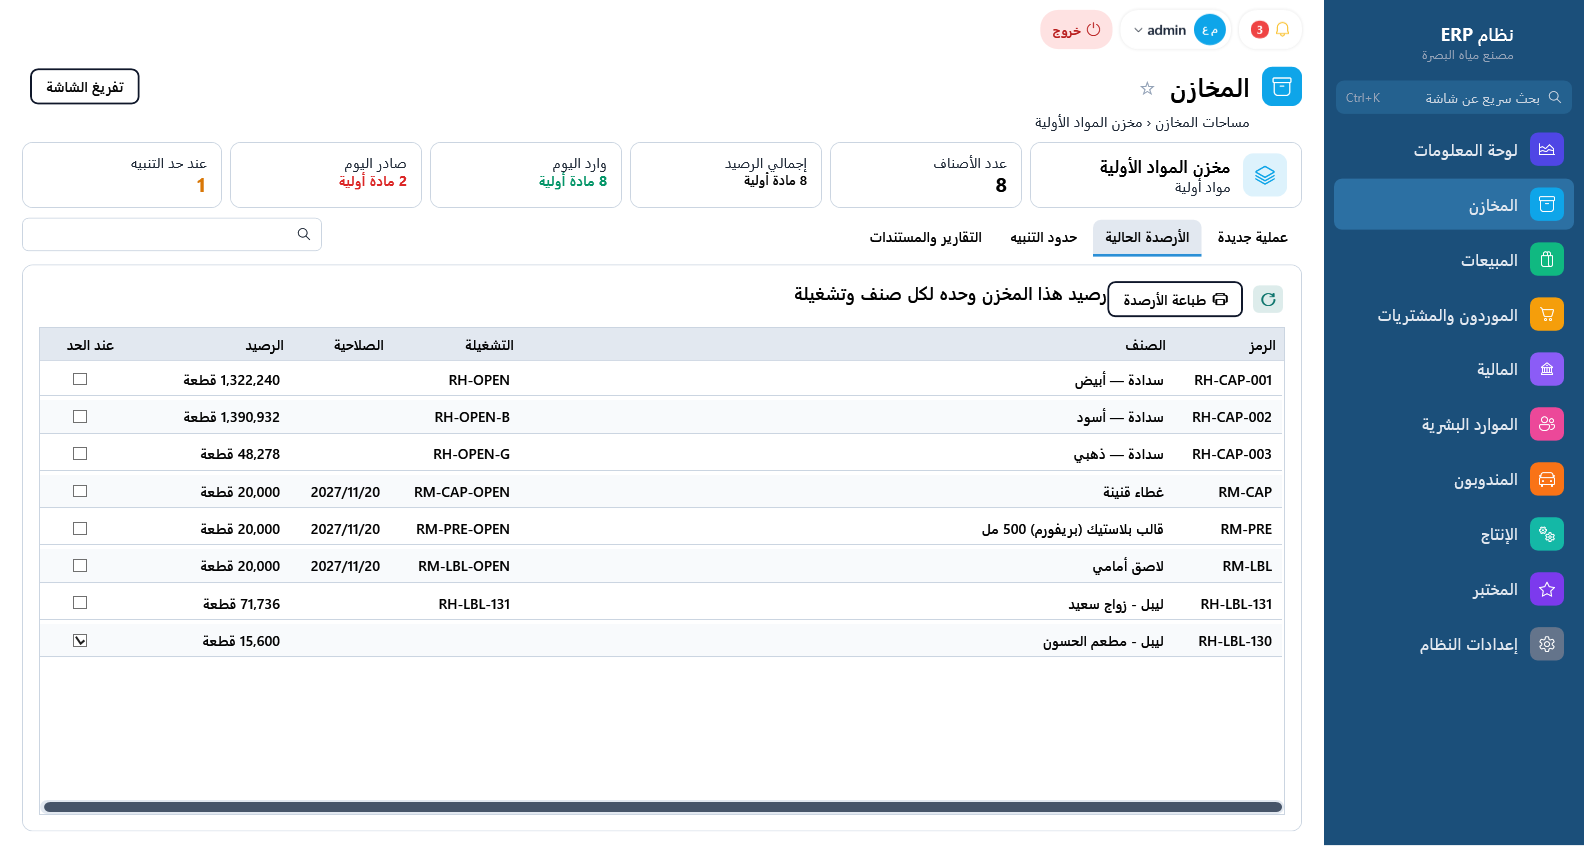 نظام ERP
مصنع مياه البصرة
بحث سريع عن شاشة Ctrl+K
لوحة المعلومات
المخازن
المبيعات
الموردون والمشتريات
المالية
الموارد البشرية
المندوبون
الإنتاج
المختبر
إعدادات النظام
3
م ع admin
خروج
المخازن
مساحات المخازن › مخزن المواد الأولية
تفريغ الشاشة
مخزن المواد الأولية
مواد أولية
عدد الأصناف
8
إجمالي الرصيد
8 مادة أولية
وارد اليوم
8 مادة أولية
صادر اليوم
2 مادة أولية
عند حد التنبيه
1
عملية جديدة
الأرصدة الحالية
حدود التنبيه
التقارير والمستندات
طباعة الأرصدة
رصيد هذا المخزن وحده لكل صنف وتشغيلة
الرمز الصنف التشغيلة الصلاحية الرصيد عند الحد
RH-CAP-001 سدادة — أبيض RH-OPEN 1,322,240 قطعة
RH-CAP-002 سدادة — أسود RH-OPEN-B 1,390,932 قطعة
RH-CAP-003 سدادة — ذهبي RH-OPEN-G 48,278 قطعة
RM-CAP غطاء قنينة RM-CAP-OPEN 2027/11/20 20,000 قطعة
RM-PRE قالب بلاستيك (بريفورم) 500 مل RM-PRE-OPEN 2027/11/20 20,000 قطعة
RM-LBL لاصق أمامي RM-LBL-OPEN 2027/11/20 20,000 قطعة
RH-LBL-131 ليبل - زواج سعيد RH-LBL-131 71,736 قطعة
RH-LBL-130 ليبل - مطعم الحسون 15,600 قطعة